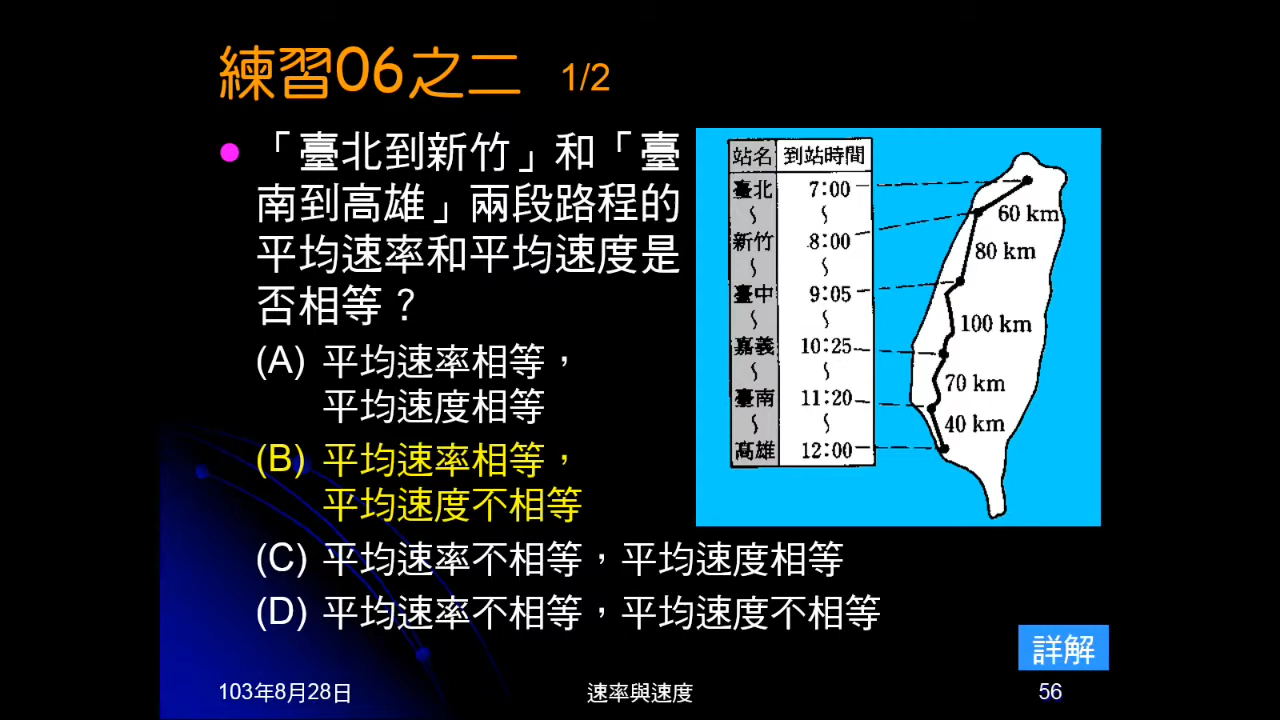 練習06之二 1/2
「臺北到新竹」和「臺
南到高雄」兩段路程的
平均速率和平均速度是
否相等？
(A) 平均速率相等，
平均速度相等
(B) 平均速率相等，
平均速度不相等
(C) 平均速率不相等，平均速度相等
(D) 平均速率不相等，平均速度不相等
站名 到站時間
臺北 7:00
新竹 8:00
臺中 9:05
嘉義 10:25
臺南 11:20
高雄 12:00
60 km
80 km
100 km
70 km
40 km
詳解
103年8月28日 速率與速度 56